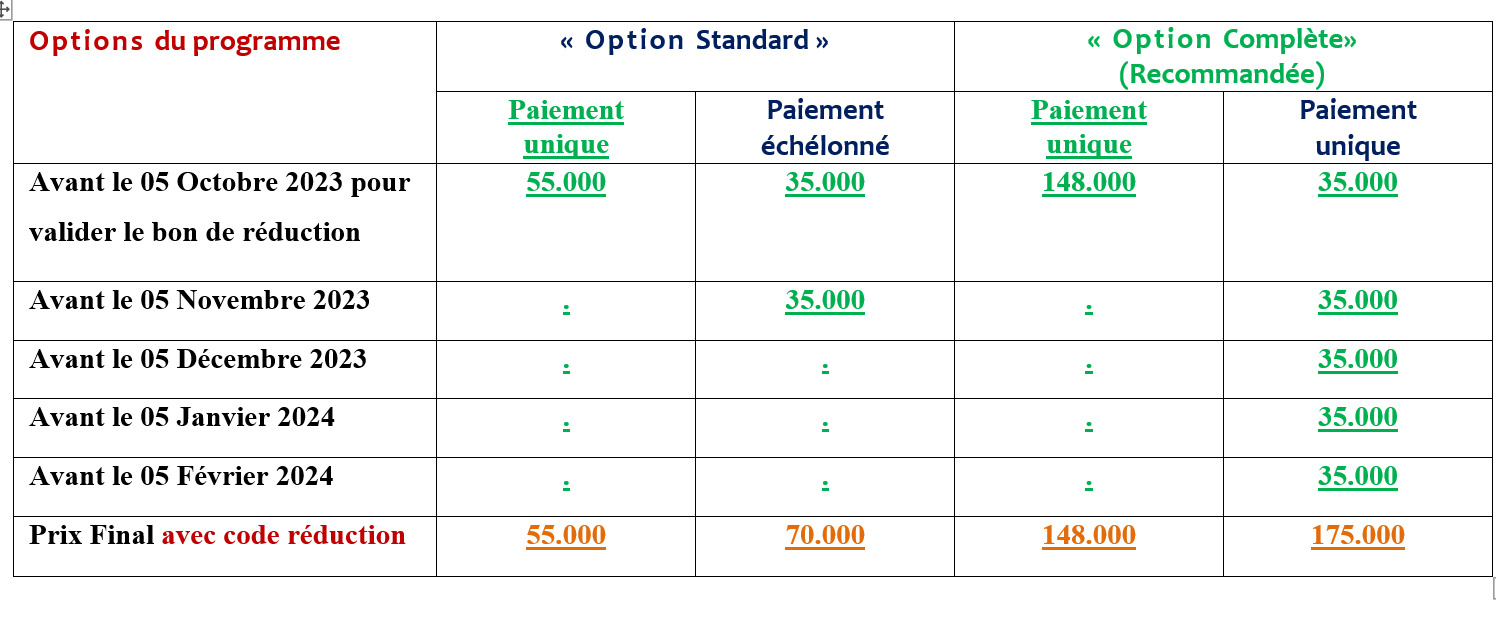 Options du programme
« Option Standard »
« Option Complète»
(Recommandée)
Paiement
unique
Paiement
échélonné
Paiement
unique
Paiement
unique
Avant le 05 Octobre 2023 pour
valider le bon de réduction
55.000
35.000
148.000
35.000
Avant le 05 Novembre 2023
.
35.000
.
35.000
Avant le 05 Décembre 2023
.
.
.
35.000
Avant le 05 Janvier 2024
.
.
.
35.000
Avant le 05 Février 2024
.
.
.
35.000
Prix Final avec code réduction
55.000
70.000
148.000
175.000